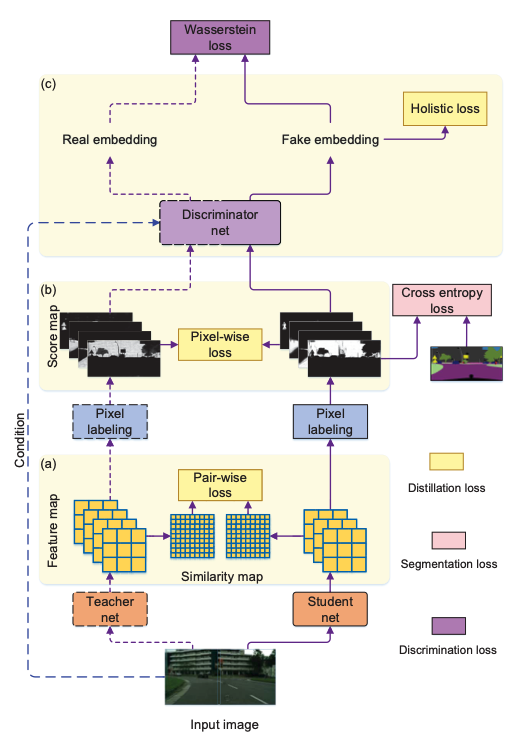 Wasserstein
loss
(c)
Holistic loss
Real embedding
Fake embedding
Discriminator
net
(b)
Score map
Pixel-wise
loss
Cross entropy
loss
Pixel
labeling
Pixel
labeling
Condition
(a)
Feature map
Pair-wise
loss
Similarity map
Distillation loss
Segmentation loss
Discrimination loss
Teacher
net
Student
net
Input image